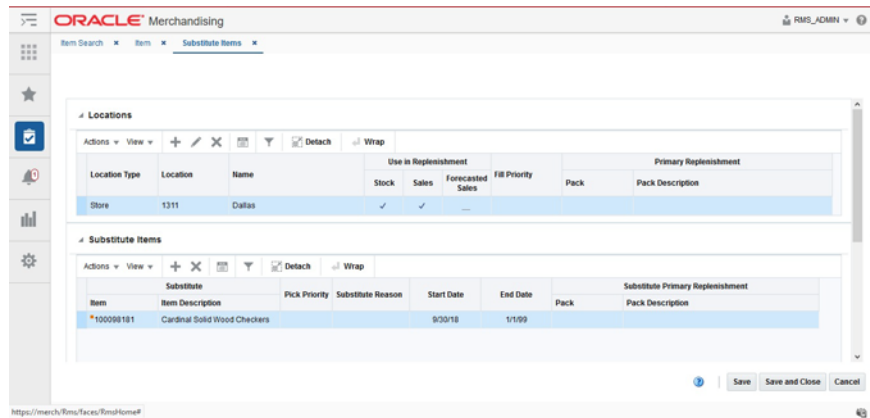 ORACLE® Merchandising
RMS_ADMIN
Item Search × Item × Substitute Items ×
Locations
Actions View Detach Wrap
Use in Replenishment Primary Replenishment
Location Type Location Name Stock Sales Forecasted Sales Fill Priority Pack Pack Description
Store 1311 Dallas ✓ ✓ __
Substitute Items
Actions View Detach Wrap
Substitute Substitute Primary Replenishment
Item Item Description Pick Priority Substitute Reason Start Date End Date Pack Pack Description
*100098181 Cardinal Solid Wood Checkers 9/30/18 1/1/99
Save Save and Close Cancel
https://merch/Rms/faces/RmsHome#